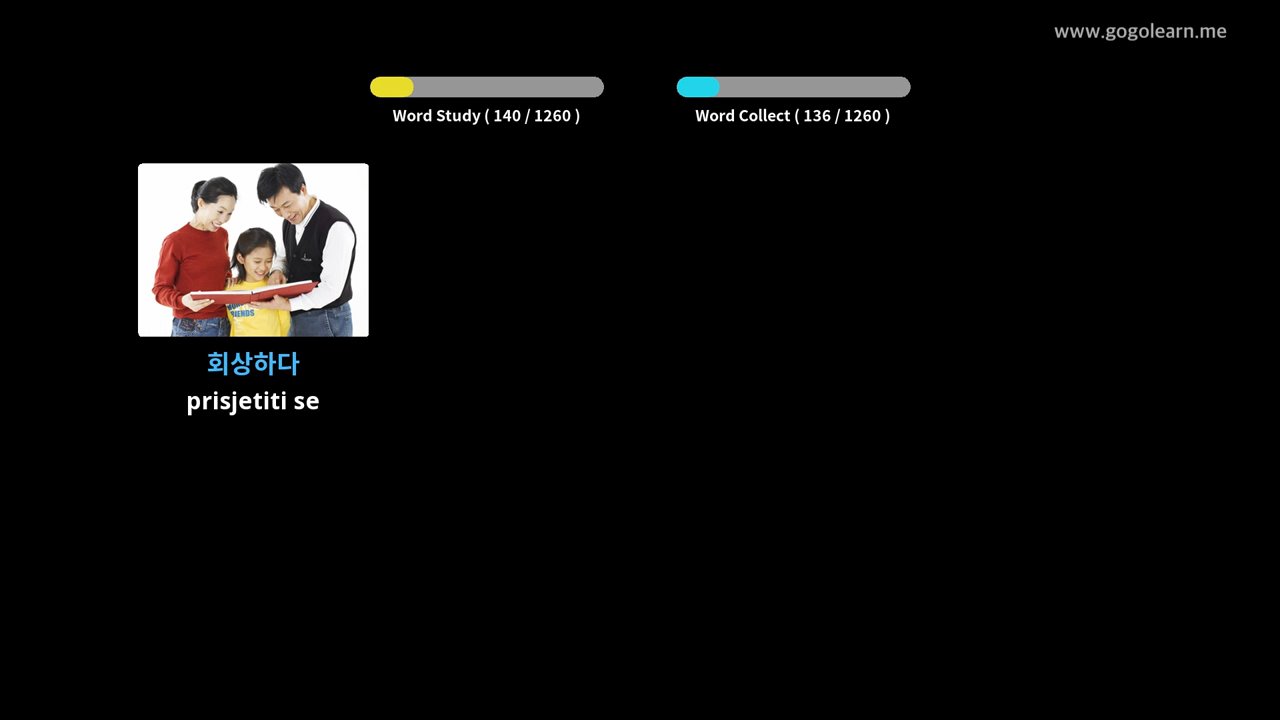 www.gogolearn.me
Word Study ( 140 / 1260 )
Word Collect ( 136 / 1260 )
회상하다
prisjetiti se